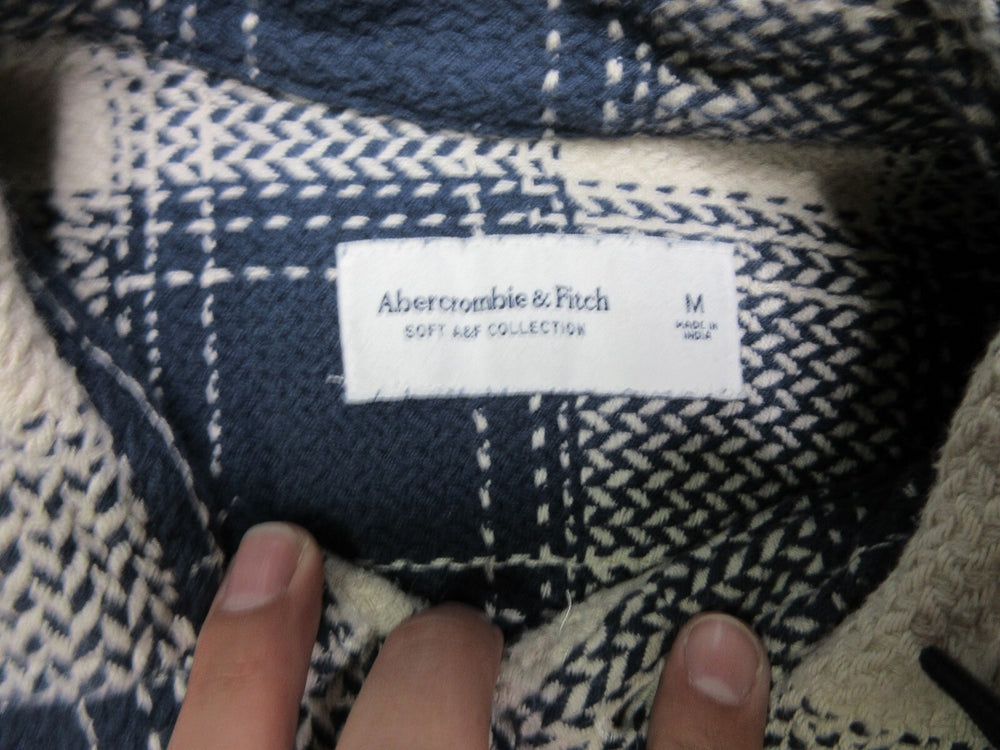 Abercrombie & Fitch
SOFT A&F COLLECTION
M
MADE IN
INDIA